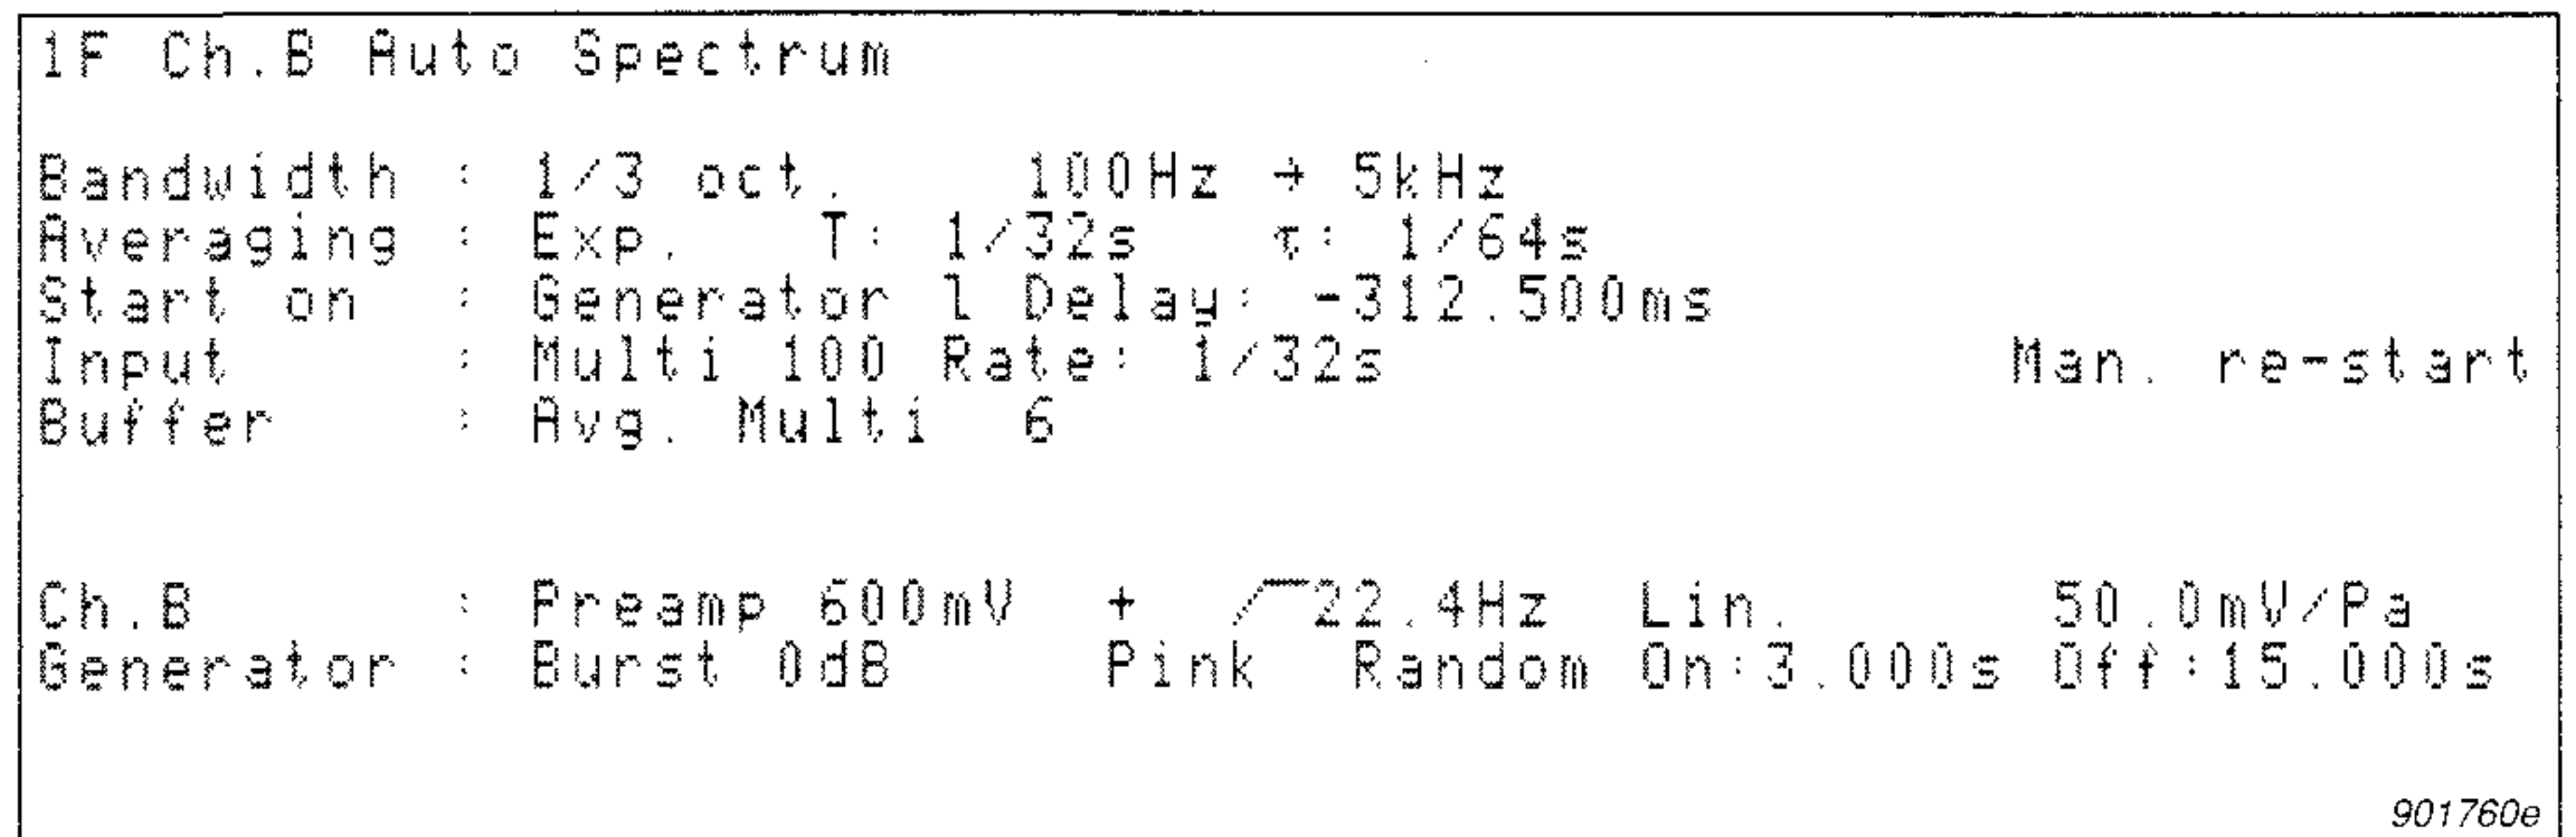 1F Ch.B Auto Spectrum
Bandwidth : 1/3 oct. 100Hz → 5kHz
Averaging : Exp. T: 1/32s τ: 1/64s
Start on : Generator l Delay: -312.500ms
Input : Multi 100 Rate: 1/32s Man. re-start
Buffer : Avg. Multi 6
Ch.B : Preamp 600mV + /‾22.4Hz Lin. 50.0mV/Pa
Generator : Burst 0dB Pink Random On:3.000s Off:15.000s
901760e